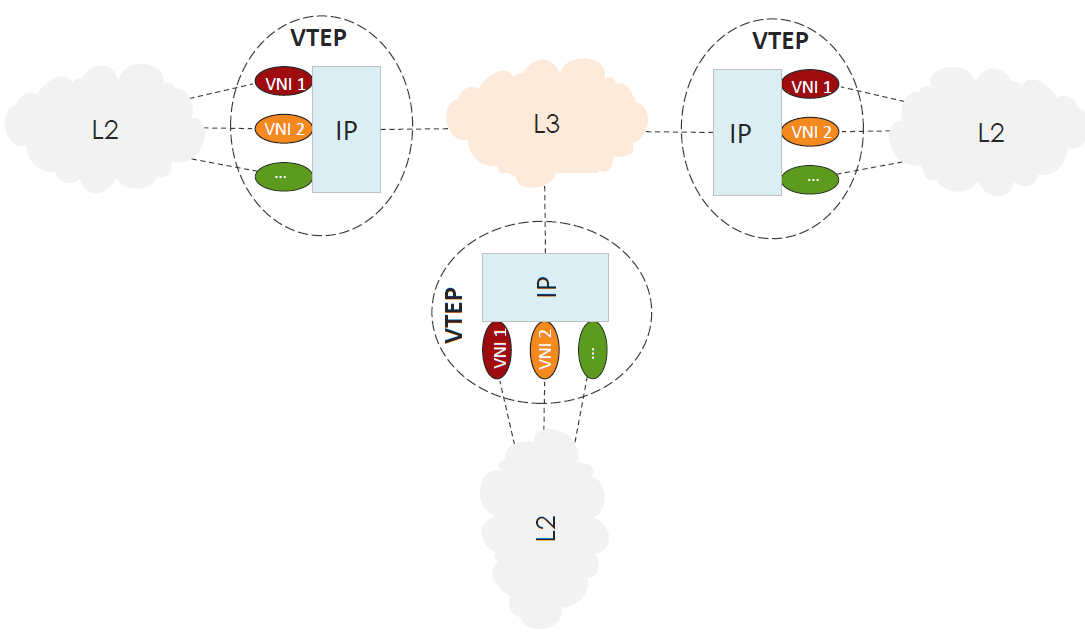 VTEP
VNI 1
L2
VNI 2
IP
...
L3
VTEP
VNI 1
IP
VNI 2
L2
...
VTEP
IP
VNI 1
VNI 2
...
L2